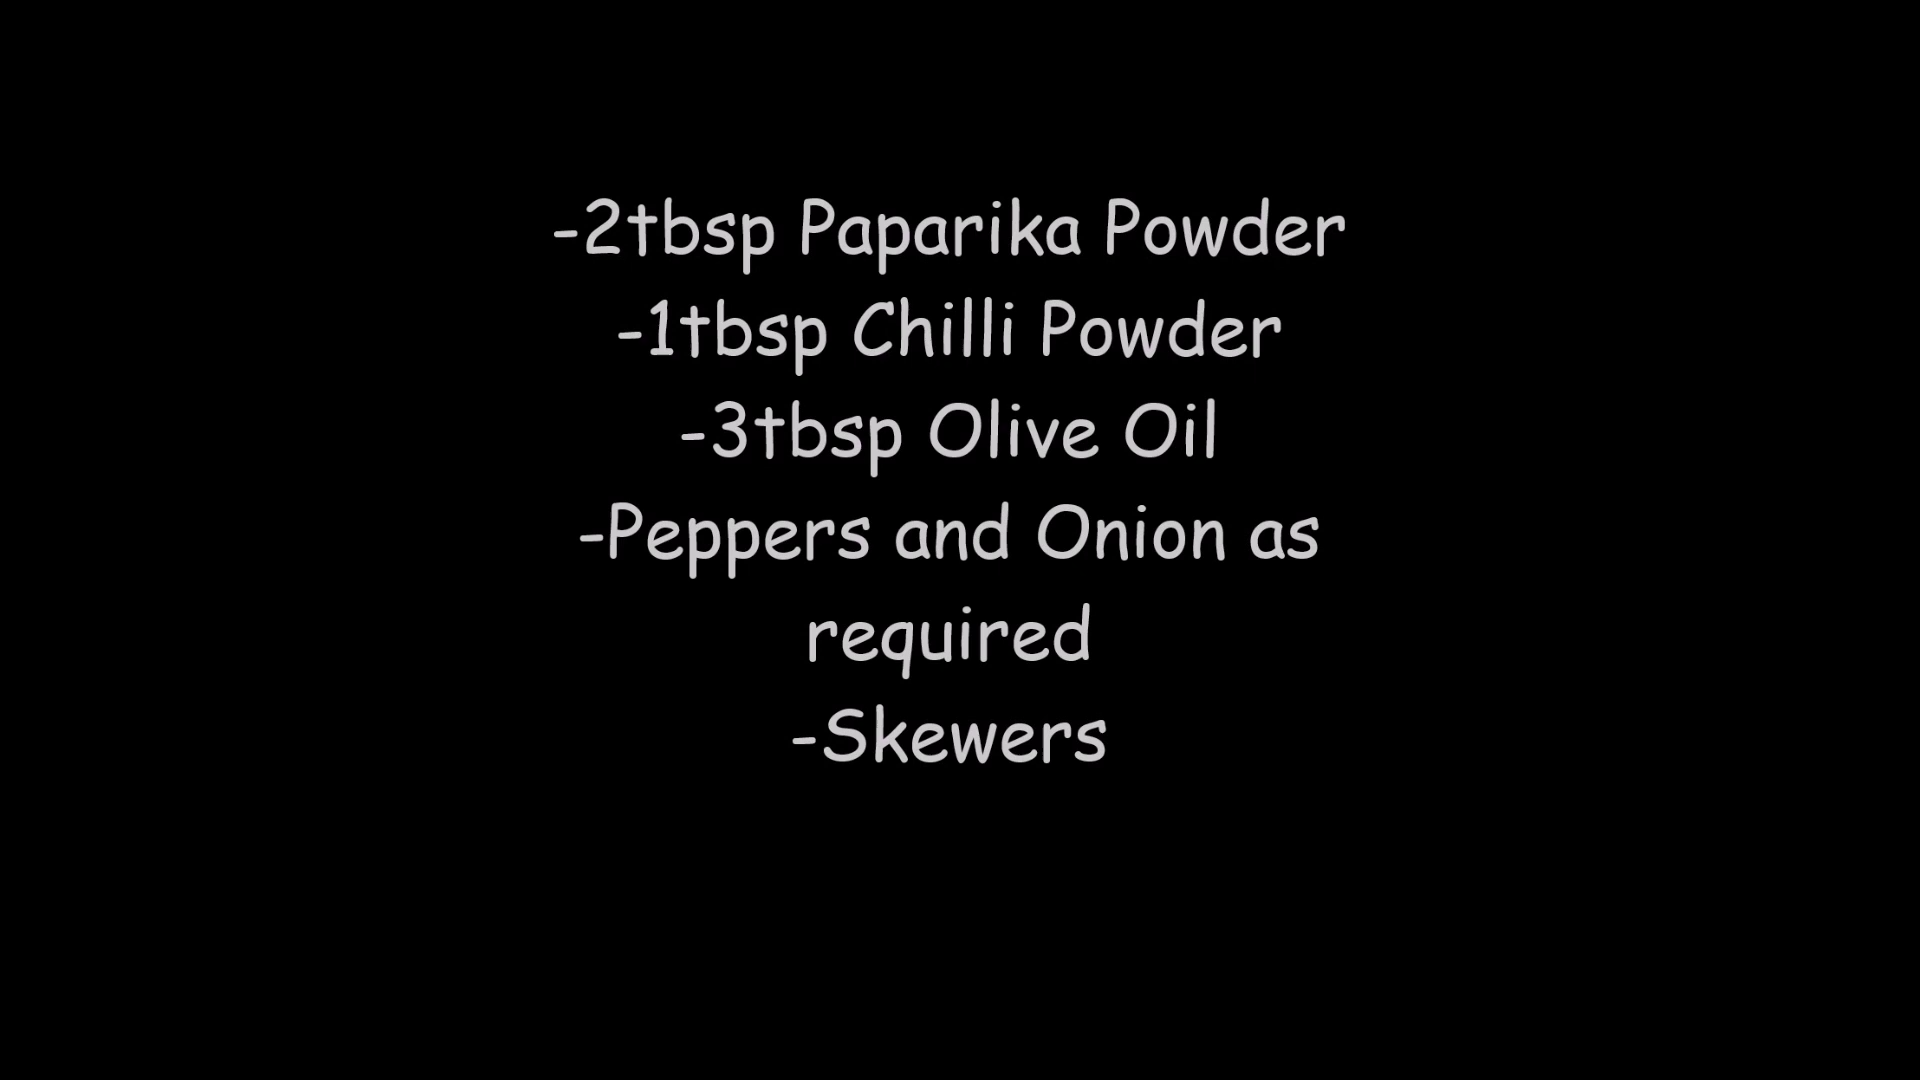 -2tbsp Paparika Powder
-1tbsp Chilli Powder
-3tbsp Olive Oil
-Peppers and Onion as
required
-Skewers